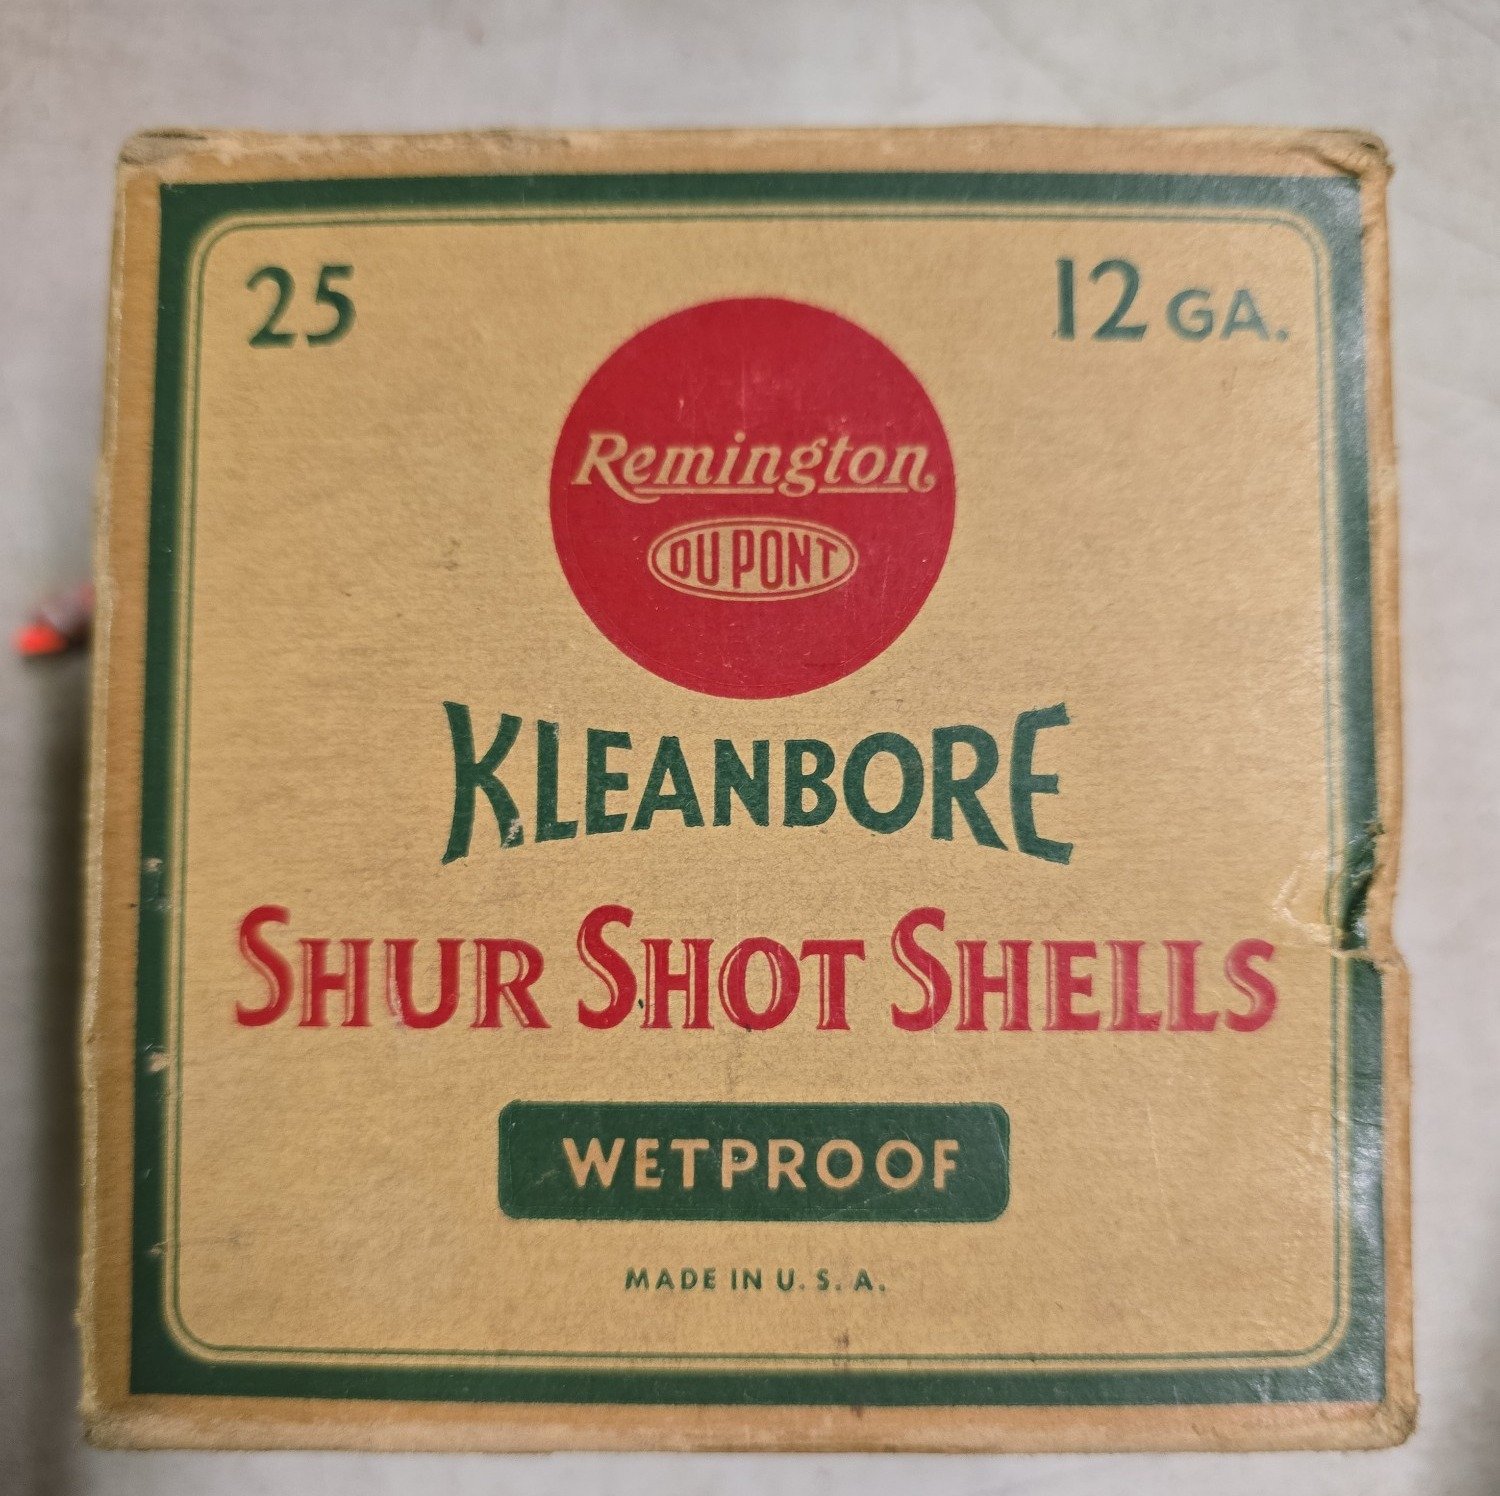 25
12 GA.
Remington
DU PONT
KLEANBORE
SHUR SHOT SHELLS
WETPROOF
MADE IN U. S. A.